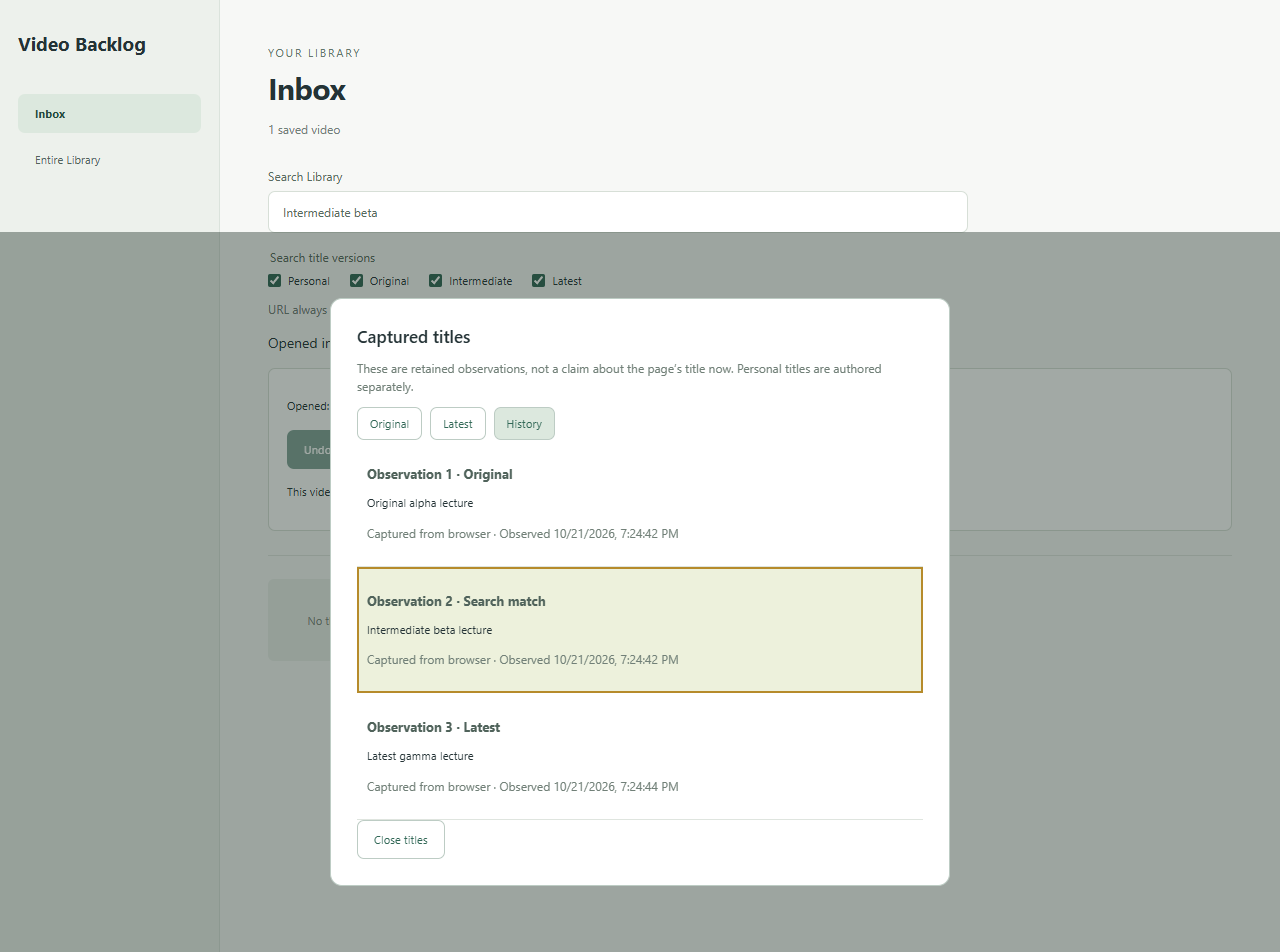 Video Backlog
Inbox
Entire Library
YOUR LIBRARY
Inbox
1 saved video
Search Library
Intermediate beta
Search title versions
Personal
Original
Intermediate
Latest
URL always
Opened in
Opened:
Undo
This vide
No t
Captured titles
These are retained observations, not a claim about the page's title now. Personal titles are authored
separately.
Original
Latest
History
Observation 1 · Original
Original alpha lecture
Captured from browser · Observed 10/21/2026, 7:24:42 PM
Observation 2 · Search match
Intermediate beta lecture
Captured from browser · Observed 10/21/2026, 7:24:42 PM
Observation 3 · Latest
Latest gamma lecture
Captured from browser · Observed 10/21/2026, 7:24:44 PM
Close titles